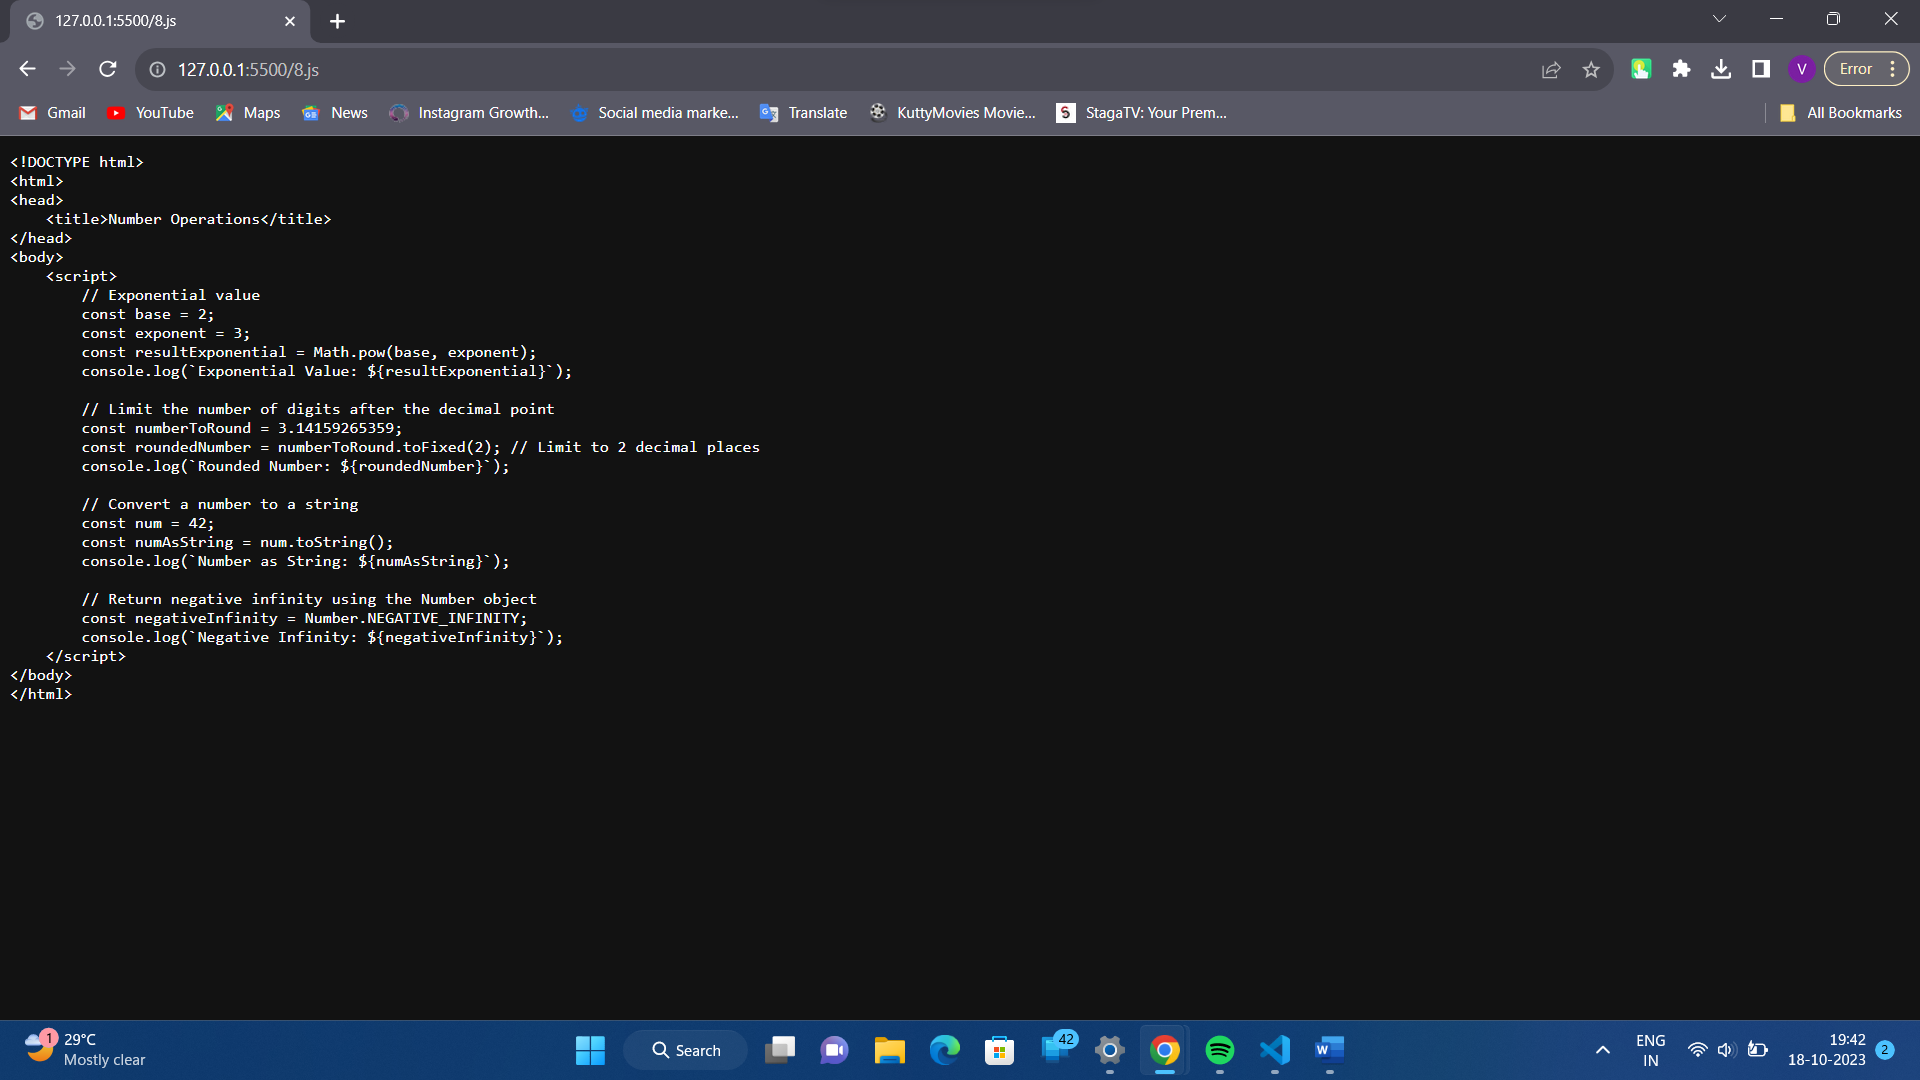 127.0.0.1:5500/8.js
127.0.0.1:5500/8.js
V
Error
Gmail
YouTube
Maps
News
Instagram Growth...
Social media marke...
Translate
KuttyMovies Movie...
StagaTV: Your Prem...
All Bookmarks
<!DOCTYPE html>
<html>
<head>
    <title>Number Operations</title>
</head>
<body>
    <script>
        // Exponential value
        const base = 2;
        const exponent = 3;
        const resultExponential = Math.pow(base, exponent);
        console.log(`Exponential Value: ${resultExponential}`);

        // Limit the number of digits after the decimal point
        const numberToRound = 3.14159265359;
        const roundedNumber = numberToRound.toFixed(2); // Limit to 2 decimal places
        console.log(`Rounded Number: ${roundedNumber}`);

        // Convert a number to a string
        const num = 42;
        const numAsString = num.toString();
        console.log(`Number as String: ${numAsString}`);

        // Return negative infinity using the Number object
        const negativeInfinity = Number.NEGATIVE_INFINITY;
        console.log(`Negative Infinity: ${negativeInfinity}`);
    </script>
</body>
</html>
1
29°C
Mostly clear
Search
42
ENG
IN
19:42
18-10-2023
2